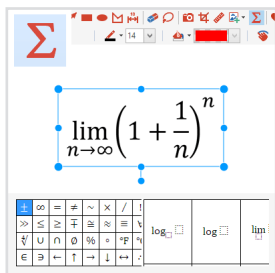 Σ
14
lim n→∞ (1 + 1/n)^n
± ∞ = ≠ ~ × / !
≫ ≤ ≥ ∓ ≅ ≈ ≡
∜ ∪ ∩ ∅ % ° °F
∈ ∋ ← ↑ → ↓ ↔
log□ □
log □
lim